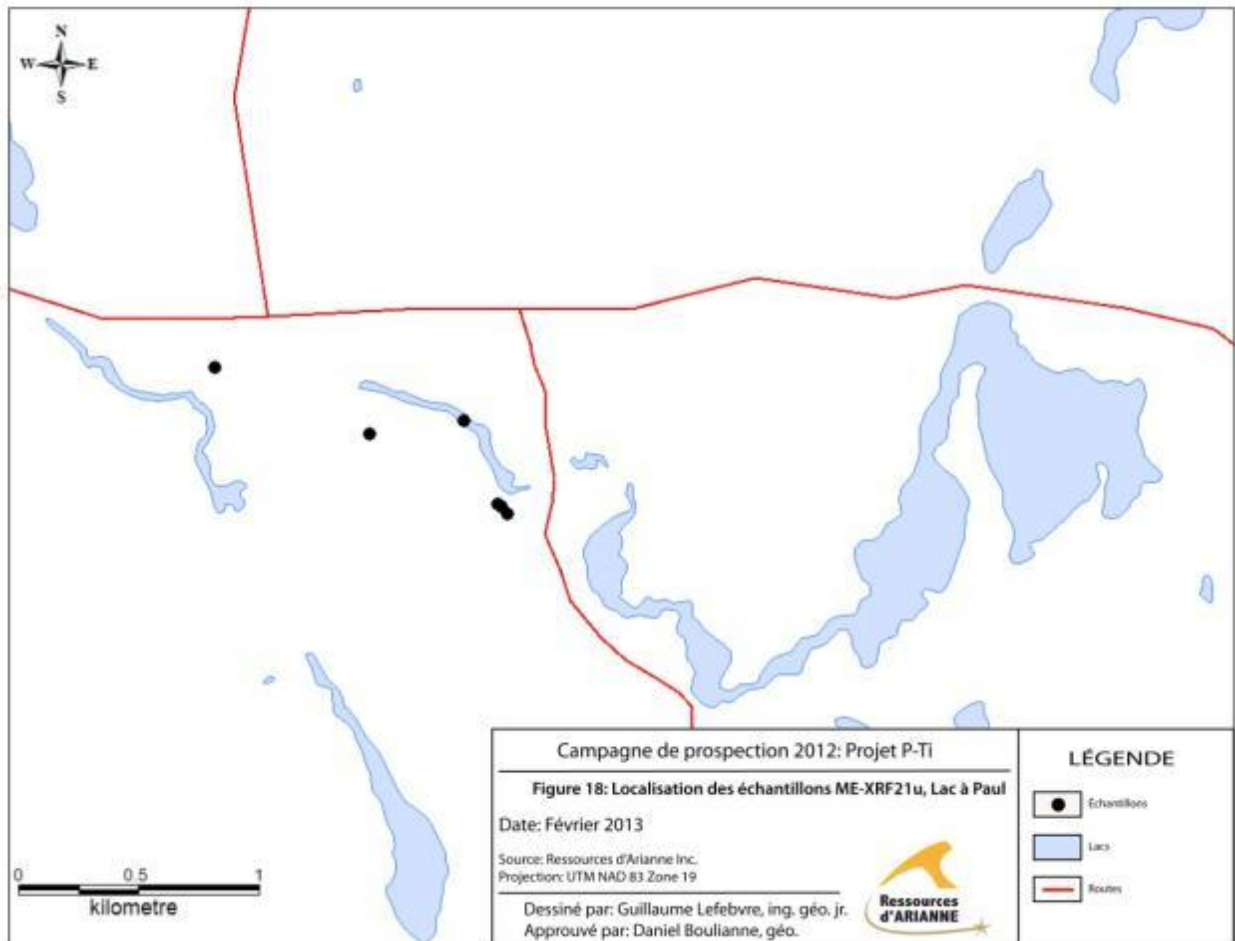 N
W E
S
0 0.5 1
kilometre
Campagne de prospection 2012: Projet P-Ti
Figure 18: Localisation des échantillons ME-XRF21u, Lac à Paul
Date: Février 2013
Source: Ressources d'Arianne Inc.
Projection: UTM NAD 83 Zone 19
Dessiné par: Guillaume Lefebvre, ing. géo. jr.
Approuvé par: Daniel Boulianne, géo.
Ressources
d'ARIANNE
LÉGENDE
Échantillons
Lacs
Routes